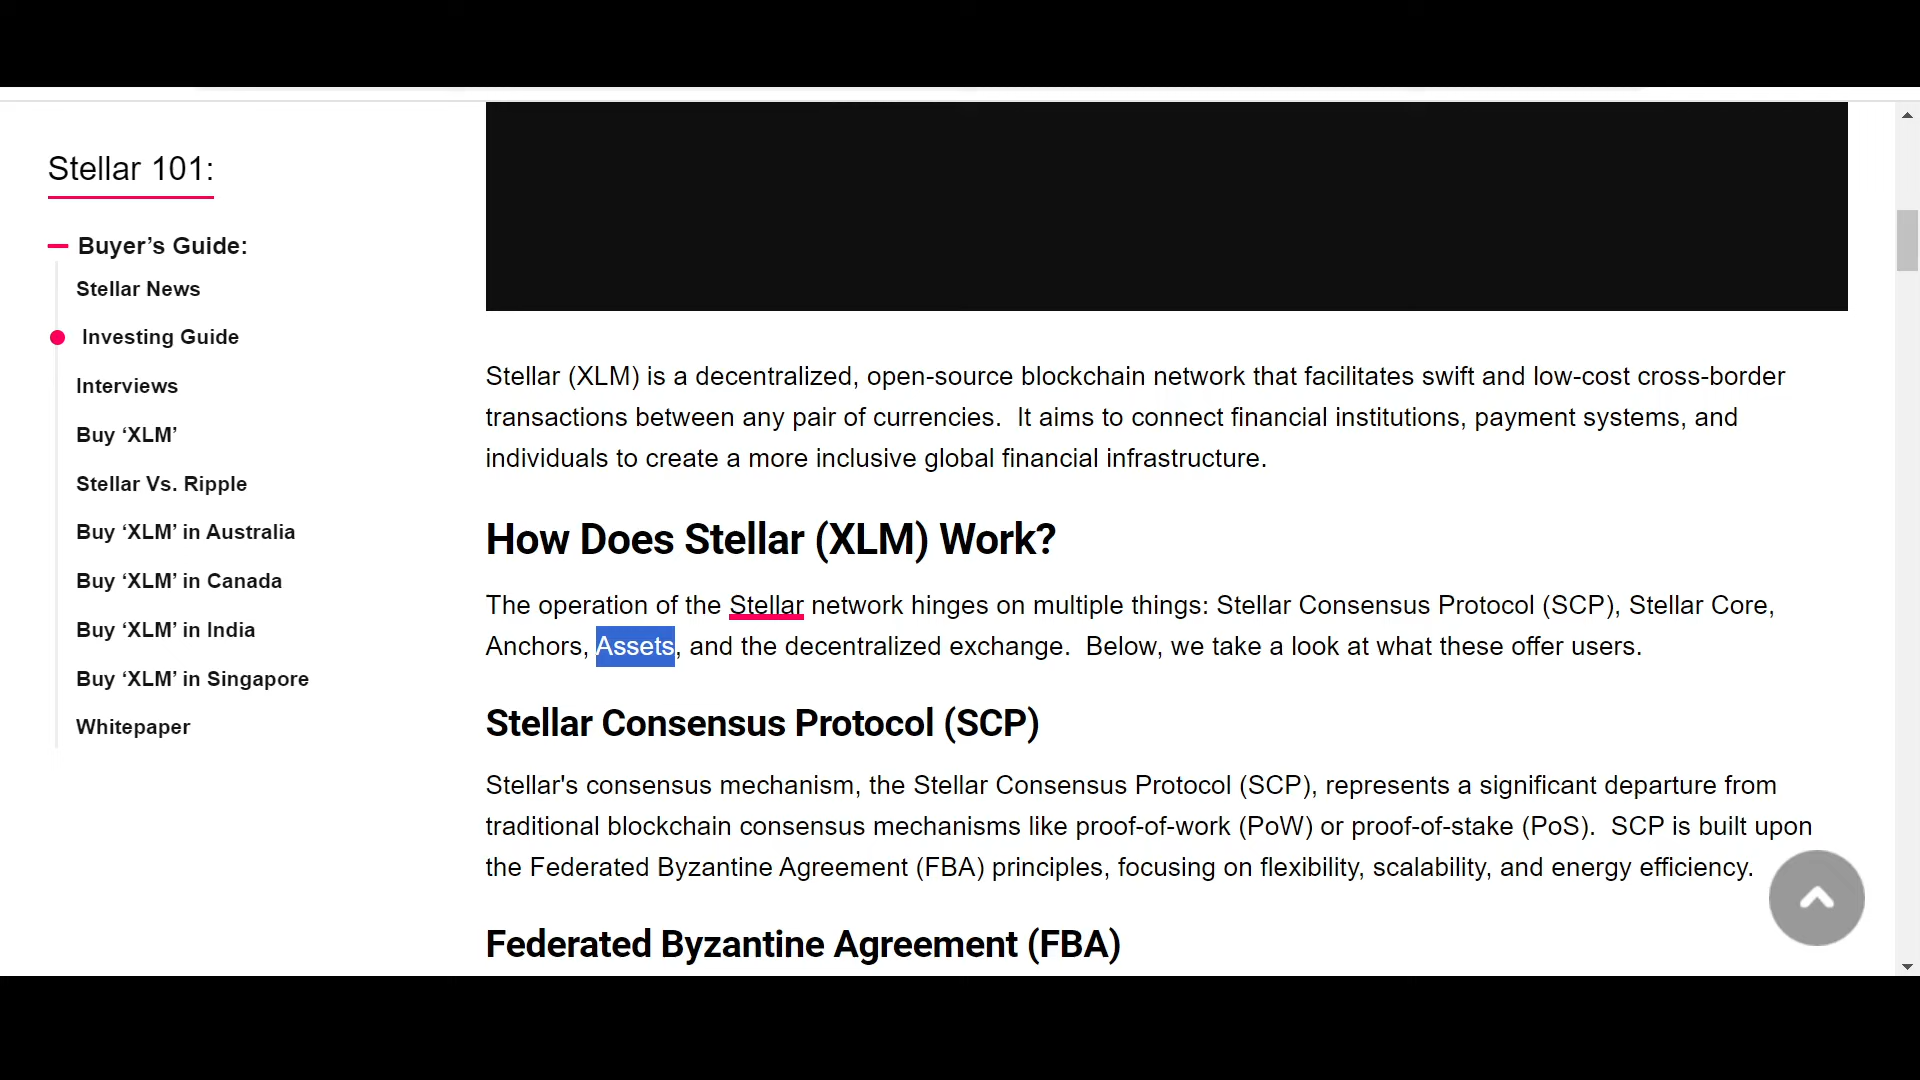 Stellar 101:
Buyer’s Guide:
Stellar News
Investing Guide
Interviews
Buy ‘XLM’
Stellar Vs. Ripple
Buy ‘XLM’ in Australia
Buy ‘XLM’ in Canada
Buy ‘XLM’ in India
Buy ‘XLM’ in Singapore
Whitepaper
Stellar (XLM) is a decentralized, open-source blockchain network that facilitates swift and low-cost cross-border
transactions between any pair of currencies.  It aims to connect financial institutions, payment systems, and
individuals to create a more inclusive global financial infrastructure.
How Does Stellar (XLM) Work?
The operation of the Stellar network hinges on multiple things: Stellar Consensus Protocol (SCP), Stellar Core,
Anchors, Assets, and the decentralized exchange.  Below, we take a look at what these offer users.
Stellar Consensus Protocol (SCP)
Stellar's consensus mechanism, the Stellar Consensus Protocol (SCP), represents a significant departure from
traditional blockchain consensus mechanisms like proof-of-work (PoW) or proof-of-stake (PoS).  SCP is built upon
the Federated Byzantine Agreement (FBA) principles, focusing on flexibility, scalability, and energy efficiency.
Federated Byzantine Agreement (FBA)